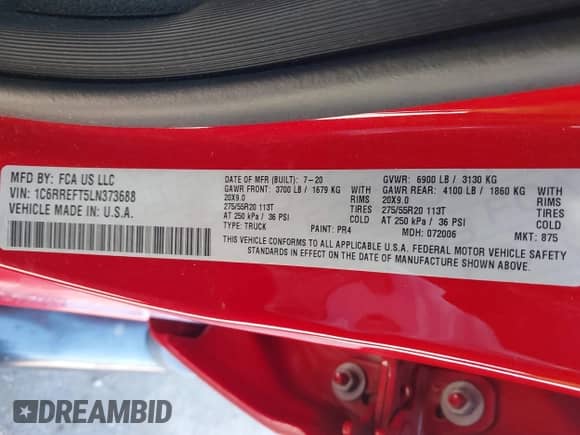 MFD BY: FCA US LLC
VIN: 1C6RREFT5LN373688
VEHICLE MADE IN: U.S.A.
DATE OF MFR (BUILT): 7-20
GAWR FRONT: 3700 LB / 1679 KG
20X9.0
275/55R20 113T
AT 250 kPa / 36 PSI
TYPE: TRUCK
PAINT: PR4
WITH
RIMS
TIRES
COLD
GVWR: 6900 LB / 3130 KG
GAWR REAR: 4100 LB / 1860 KG
20X9.0
275/55R20 113T
AT 250 kPa / 36 PSI
MDH: 072006
WITH
RIMS
TIRES
COLD
MKT: 875
THIS VEHICLE CONFORMS TO ALL APPLICABLE U.S.A. FEDERAL MOTOR VEHICLE SAFETY
STANDARDS IN EFFECT ON THE DATE OF MANUFACTURE SHOWN ABOVE.
DREAMBID